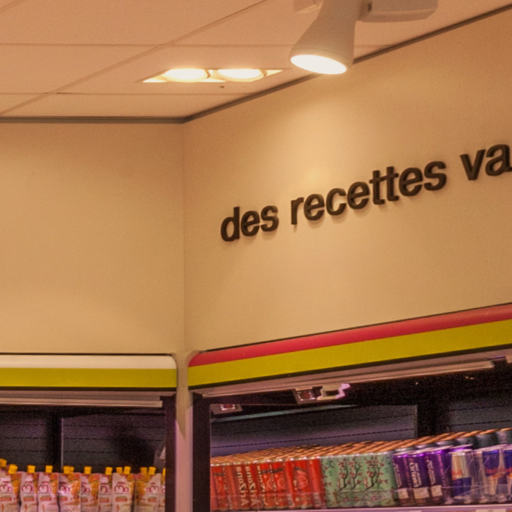 des recettes va